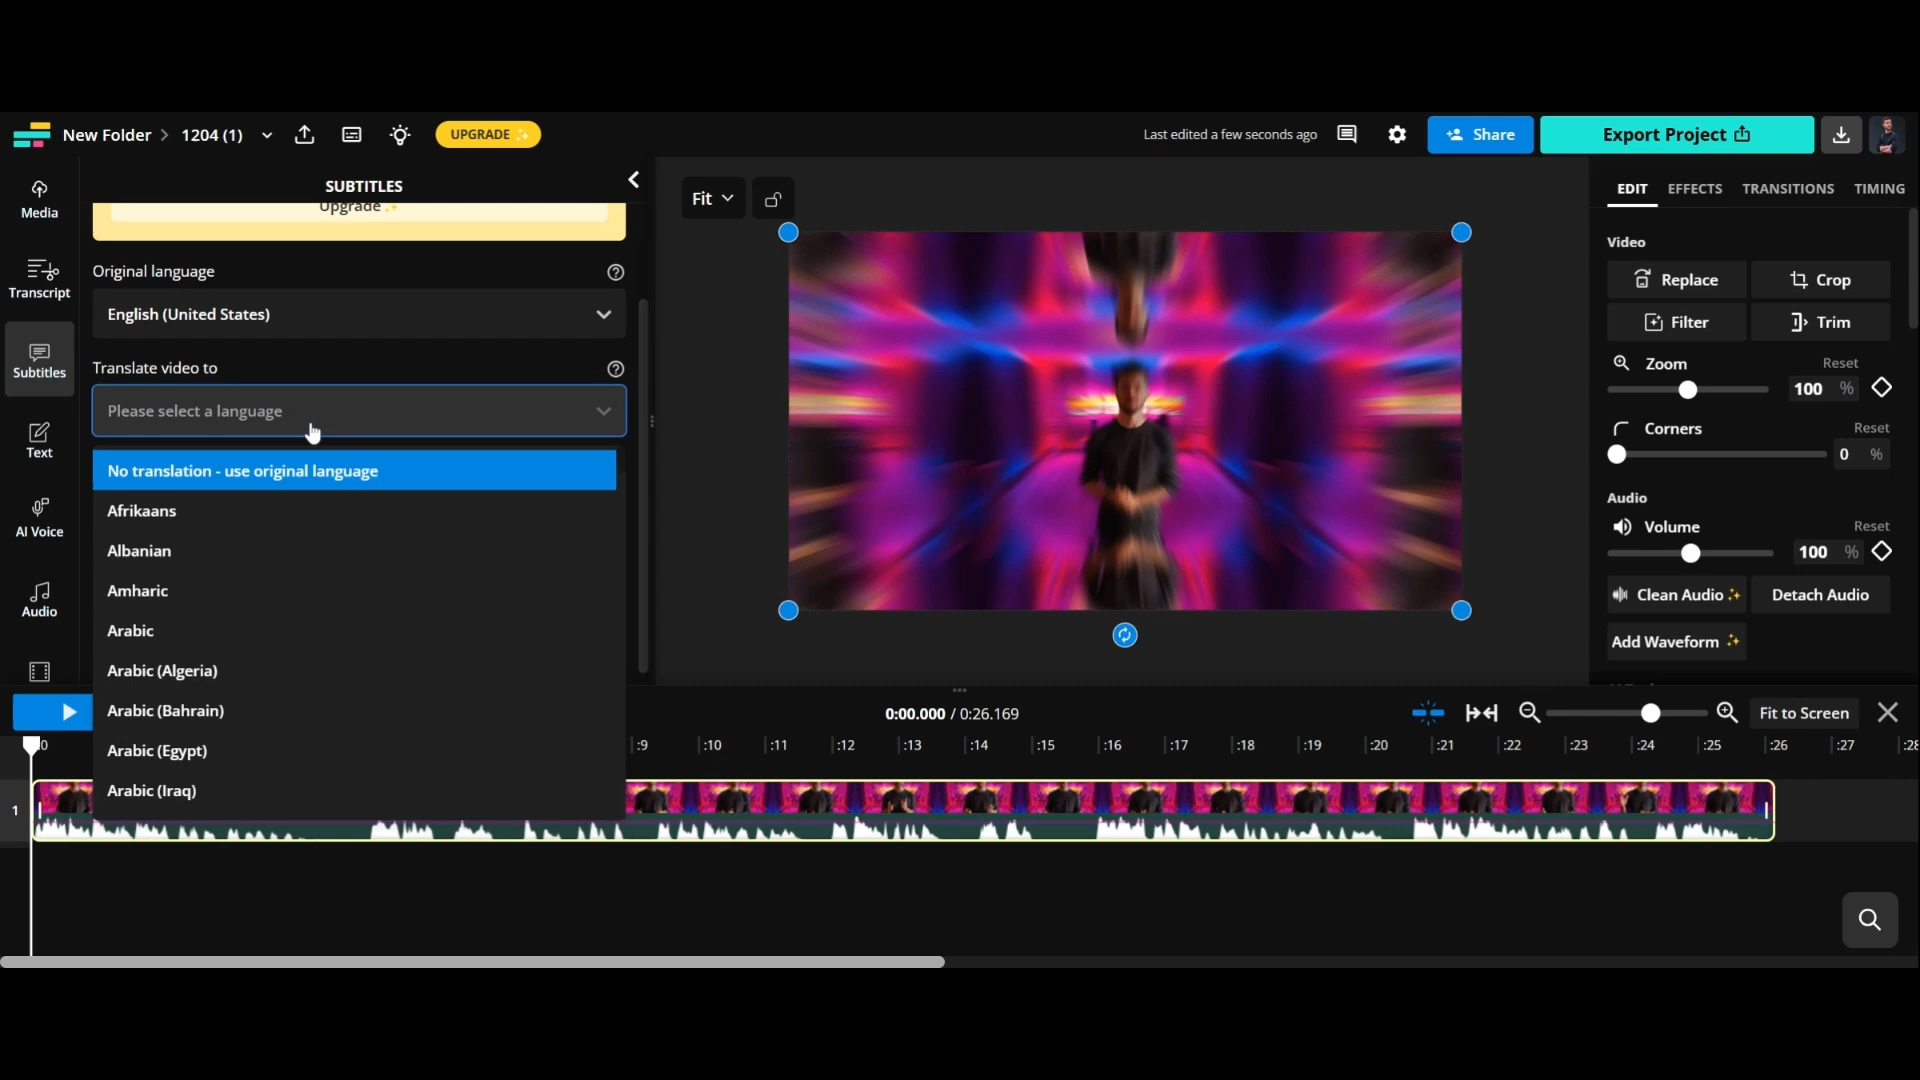 New Folder > 1204 (1)
UPGRADE
Last edited a few seconds ago
Share
Export Project
Media
Transcript
Subtitles
Text
AI Voice
Audio
SUBTITLES
Upgrade
Original language
English (United States)
Translate video to
Please select a language
No translation - use original language
Afrikaans
Albanian
Amharic
Arabic
Arabic (Algeria)
Arabic (Bahrain)
Arabic (Egypt)
Arabic (Iraq)
Fit
EDIT EFFECTS TRANSITIONS TIMING
Video
Replace Crop
Filter Trim
Zoom Reset
100 %
Corners Reset
0 %
Audio
Volume Reset
100 %
Clean Audio Detach Audio
Add Waveform
0:00.000 / 0:26.169
Fit to Screen
:0 :9 :10 :11 :12 :13 :14 :15 :16 :17 :18 :19 :20 :21 :22 :23 :24 :25 :26 :27 :28
1